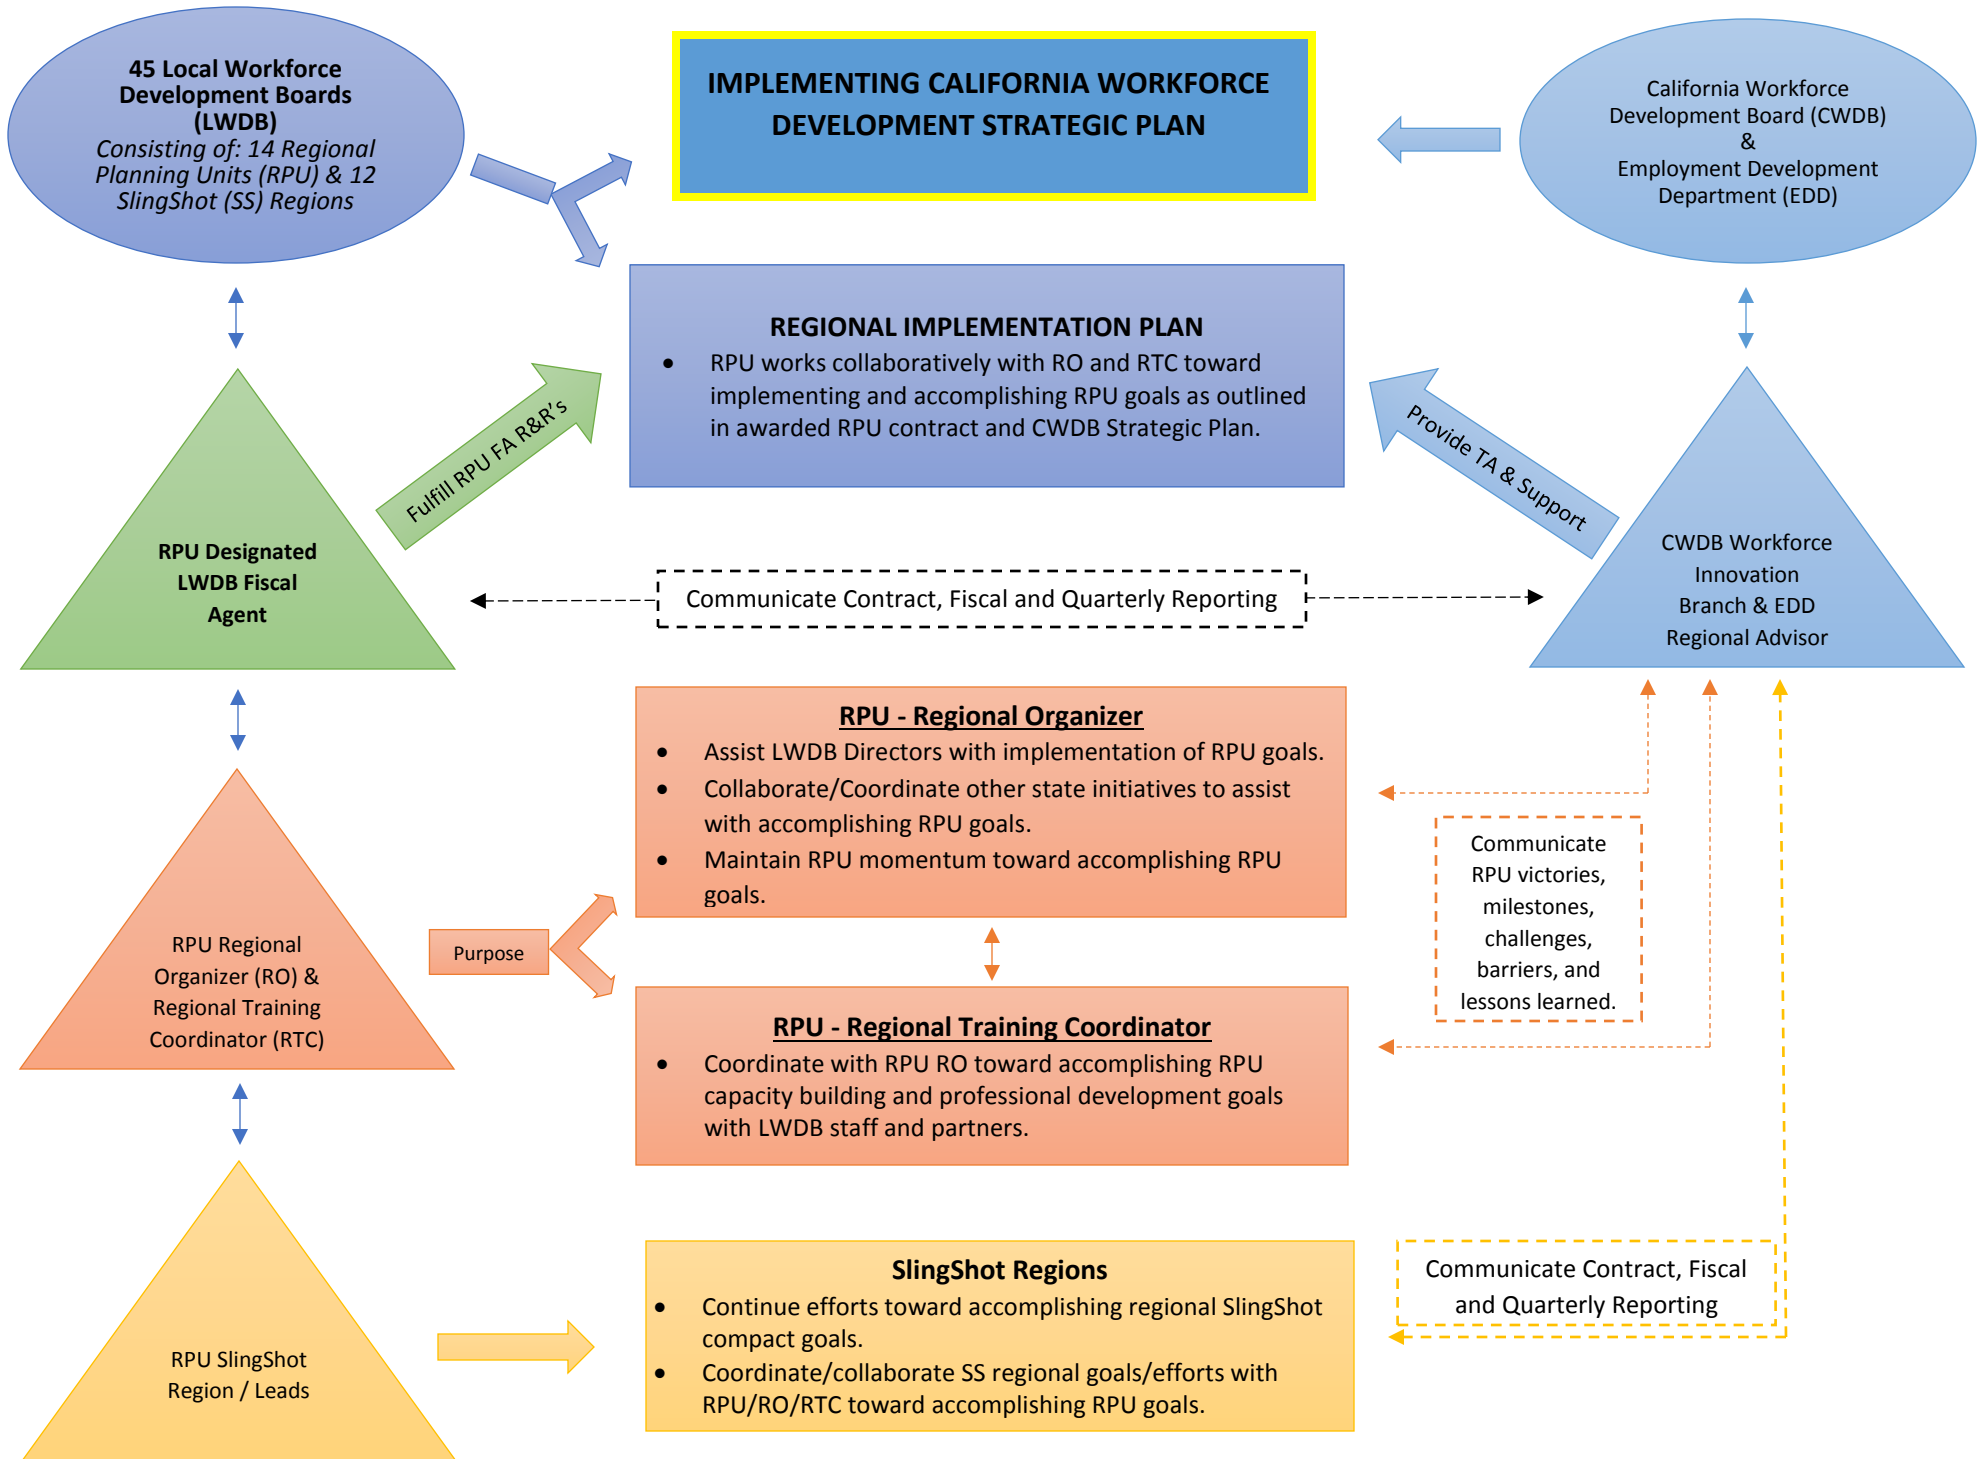 45 Local Workforce
Development Boards
(LWDB)
Consisting of: 14 Regional
Planning Units (RPU) & 12
SlingShot (SS) Regions
IMPLEMENTING CALIFORNIA WORKFORCE
DEVELOPMENT STRATEGIC PLAN
California Workforce
Development Board (CWDB)
&
Employment Development
Department (EDD)
REGIONAL IMPLEMENTATION PLAN
• RPU works collaboratively with RO and RTC toward
implementing and accomplishing RPU goals as outlined
in awarded RPU contract and CWDB Strategic Plan.
Fulfill RPU FA R&R’s
Provide TA & Support
RPU Designated
LWDB Fiscal
Agent
Communicate Contract, Fiscal and Quarterly Reporting
CWDB Workforce
Innovation
Branch & EDD
Regional Advisor
RPU - Regional Organizer
• Assist LWDB Directors with implementation of RPU goals.
• Collaborate/Coordinate other state initiatives to assist
with accomplishing RPU goals.
• Maintain RPU momentum toward accomplishing RPU
goals.
Communicate
RPU victories,
milestones,
challenges,
barriers, and
lessons learned.
RPU Regional
Organizer (RO) &
Regional Training
Coordinator (RTC)
Purpose
RPU - Regional Training Coordinator
• Coordinate with RPU RO toward accomplishing RPU
capacity building and professional development goals
with LWDB staff and partners.
RPU SlingShot
Region / Leads
SlingShot Regions
• Continue efforts toward accomplishing regional SlingShot
compact goals.
• Coordinate/collaborate SS regional goals/efforts with
RPU/RO/RTC toward accomplishing RPU goals.
Communicate Contract, Fiscal
and Quarterly Reporting